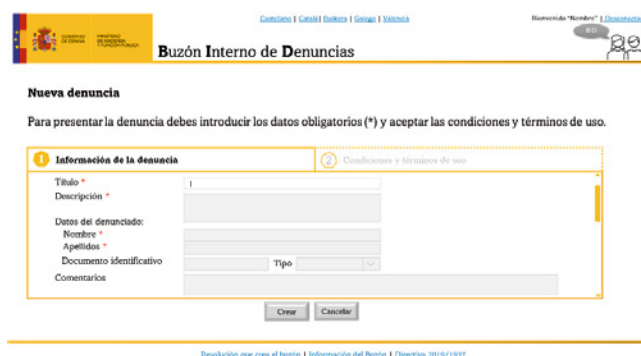 Castellano | Català | Euskera | Galego | Valencià
Bienvenido "Nombre" | Desconecta
GOBIERNO DE ESPAÑA
MINISTERIO DE HACIENDA Y FUNCIÓN PÚBLICA
Buzón Interno de Denuncias
Nueva denuncia
Para presentar la denuncia debes introducir los datos obligatorios (*) y aceptar las condiciones y términos de uso.
1 Información de la denuncia
2 Condiciones y términos de uso
Título *
Descripción *
Datos del denunciado:
Nombre *
Apellidos *
Documento identificativo Tipo
Comentarios
Crear Cancelar
Resolución que crea el buzón | Información del Buzón | Directiva 2019/1937